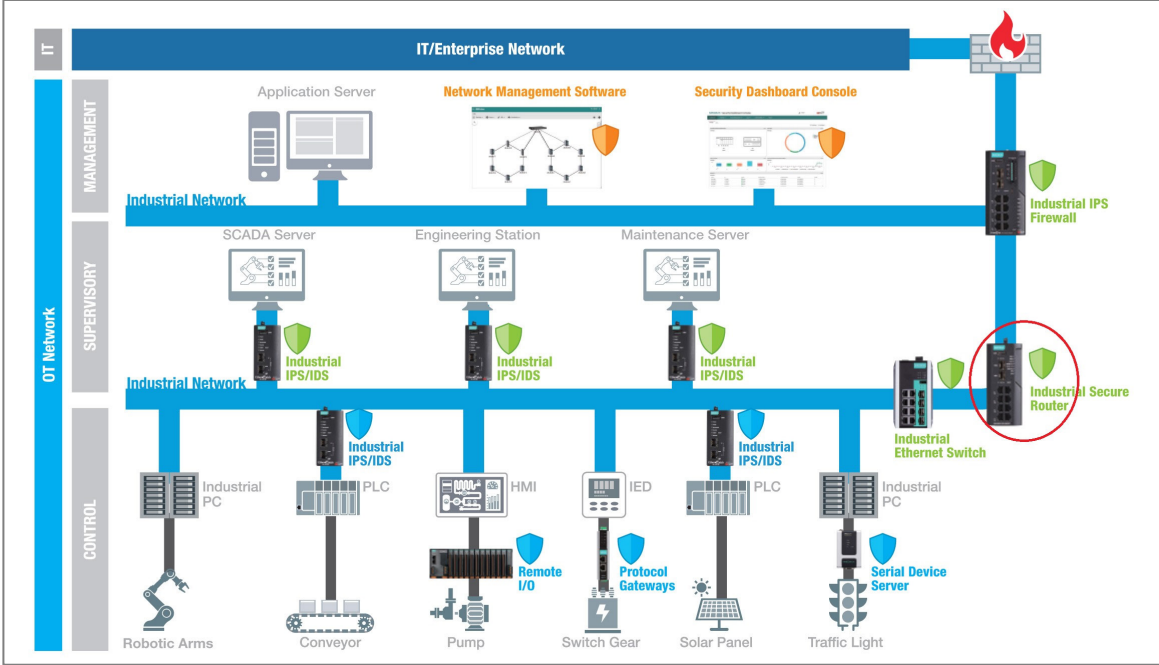 IT
IT/Enterprise Network
OT Network
MANAGEMENT
Application Server
Network Management Software
Security Dashboard Console
Industrial Network
Industrial IPS
Firewall
SUPERVISORY
SCADA Server
Engineering Station
Maintenance Server
Industrial
IPS/IDS
Industrial
IPS/IDS
Industrial
IPS/IDS
Industrial Network
Industrial Secure
Router
Industrial
Ethernet Switch
CONTROL
Industrial
IPS/IDS
Industrial
IPS/IDS
Industrial
PC
PLC
HMI
IED
PLC
Industrial
PC
Remote
I/O
Protocol
Gateways
Serial Device
Server
Robotic Arms
Conveyor
Pump
Switch Gear
Solar Panel
Traffic Light